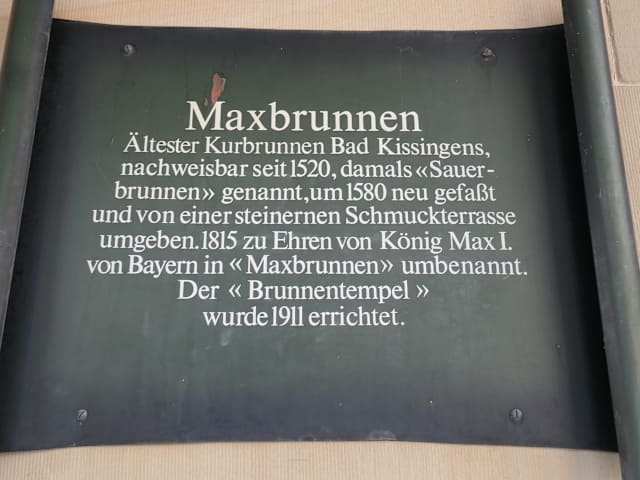 Maxbrunnen
Ältester Kurbrunnen Bad Kissingens,
nachweisbar seit 1520, damals «Sauer-
brunnen» genannt, um 1580 neu gefaßt
und von einer steinernen Schmuckterrasse
umgeben. 1815 zu Ehren von König Max I.
von Bayern in «Maxbrunnen» umbenannt.
Der «Brunnentempel»
wurde 1911 errichtet.